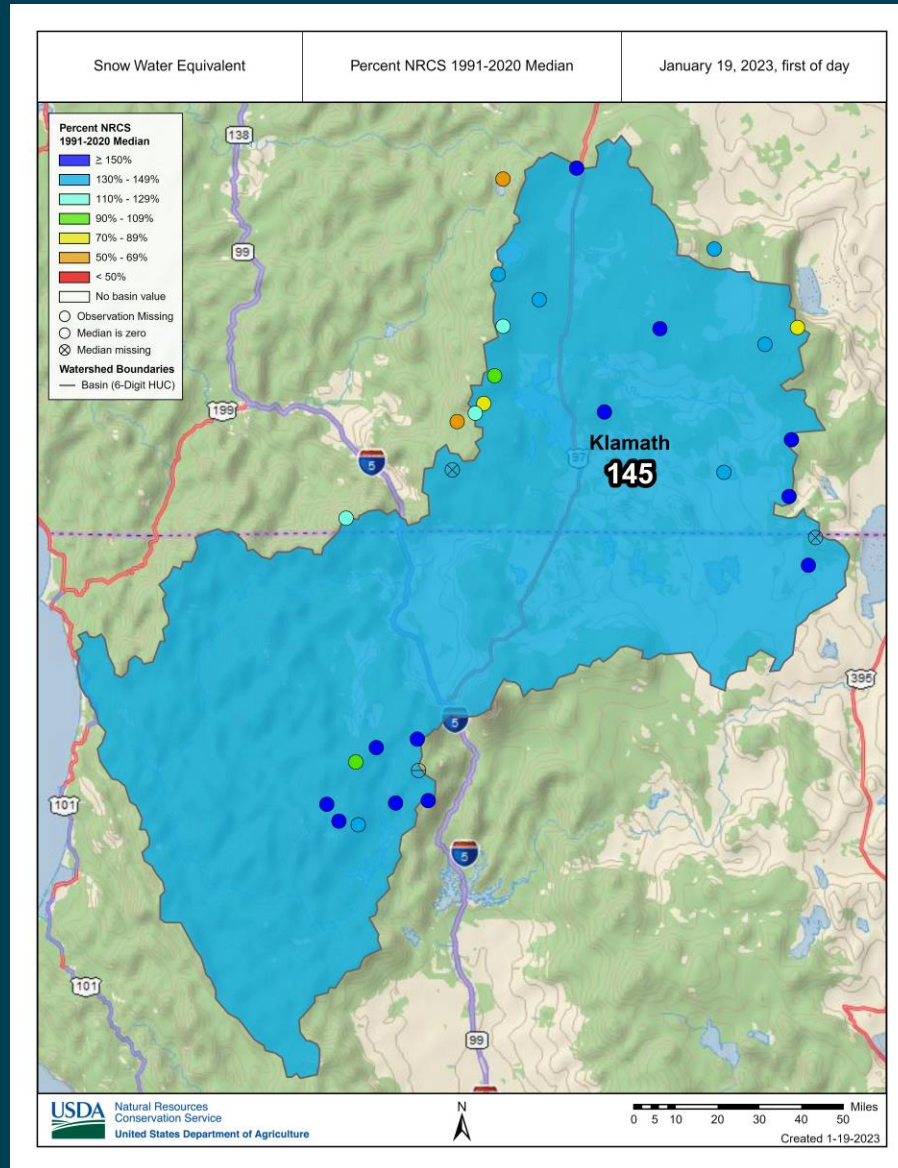 Snow Water Equivalent
Percent NRCS 1991-2020 Median
January 19, 2023, first of day
Percent NRCS
1991-2020 Median
≥ 150%
130% - 149%
110% - 129%
90% - 109%
70% - 89%
50% - 69%
< 50%
No basin value
Observation Missing
Median is zero
Median missing
Watershed Boundaries
Basin (6-Digit HUC)
138
99
199
5
97
Klamath
145
395
5
101
5
101
99
USDA
Natural Resources
Conservation Service
United States Department of Agriculture
N
Miles
0 5 10 20 30 40 50
Created 1-19-2023